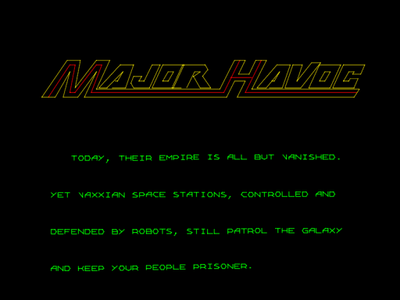 MAJOR HAVOC
TODAY, THEIR EMPIRE IS ALL BUT VANISHED.
YET VAXXIAN SPACE STATIONS, CONTROLLED AND
DEFENDED BY ROBOTS, STILL PATROL THE GALAXY
AND KEEP YOUR PEOPLE PRISONER.